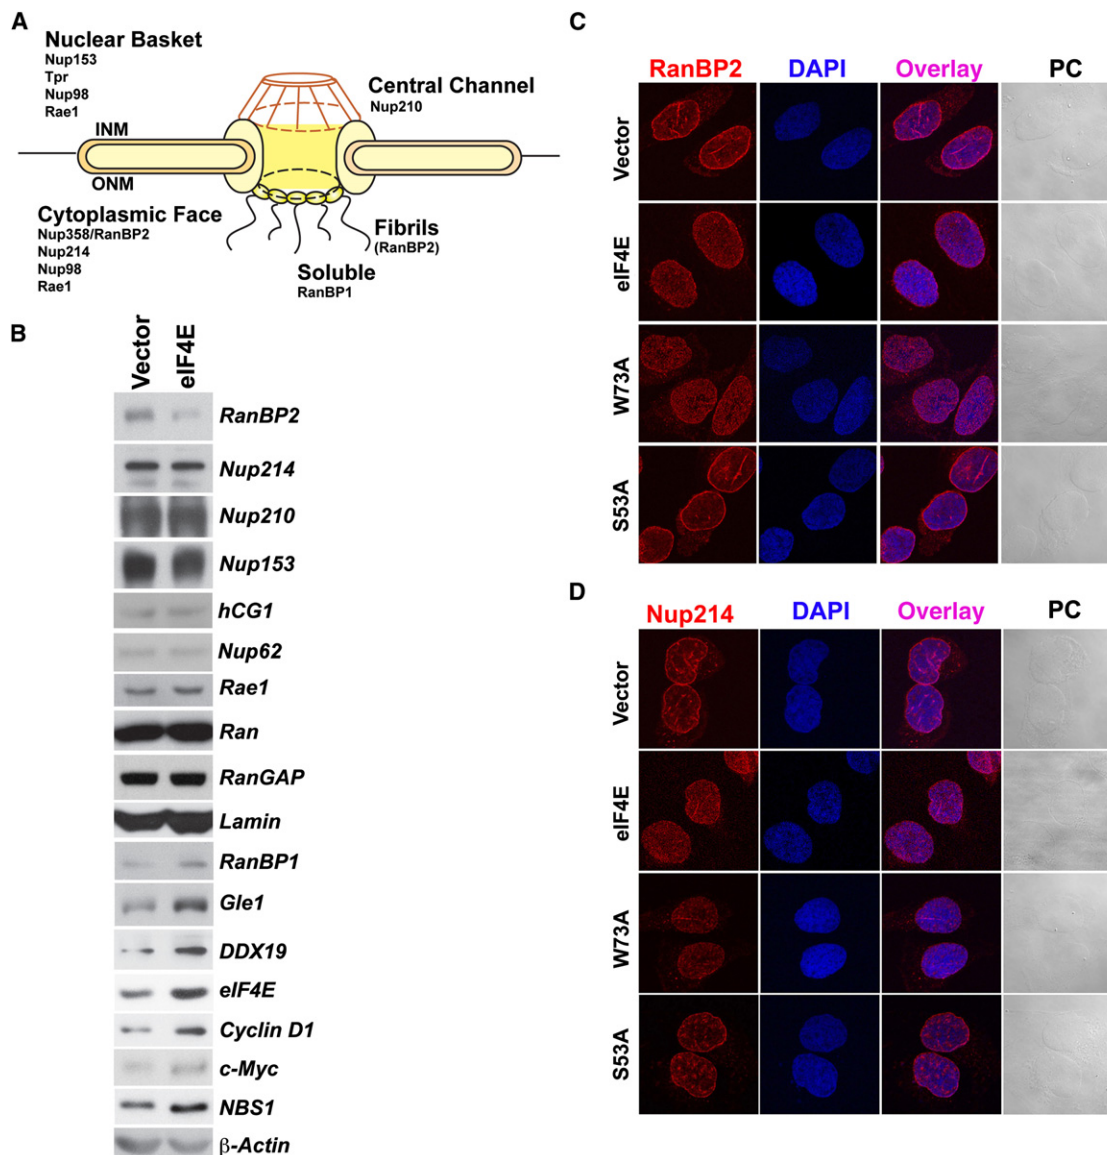 A
Nuclear Basket
Nup153
Tpr
Nup98
Rae1
Central Channel
Nup210
INM
ONM
Cytoplasmic Face
Nup358/RanBP2
Nup214
Nup98
Rae1
Fibrils
(RanBP2)
Soluble
RanBP1
B
Vector
eIF4E
RanBP2
Nup214
Nup210
Nup153
hCG1
Nup62
Rae1
Ran
RanGAP
Lamin
RanBP1
Gle1
DDX19
eIF4E
Cyclin D1
c-Myc
NBS1
β-Actin
C
RanBP2 DAPI Overlay PC
Vector
eIF4E
W73A
S53A
D
Nup214 DAPI Overlay PC
Vector
eIF4E
W73A
S53A